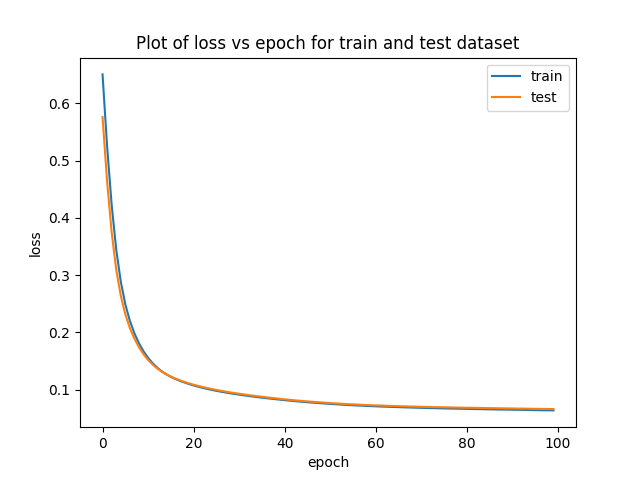 Plot of loss vs epoch for train and test dataset
train
test
0.6
0.5
0.4
0.3
0.2
0.1
loss
0 20 40 60 80 100
epoch